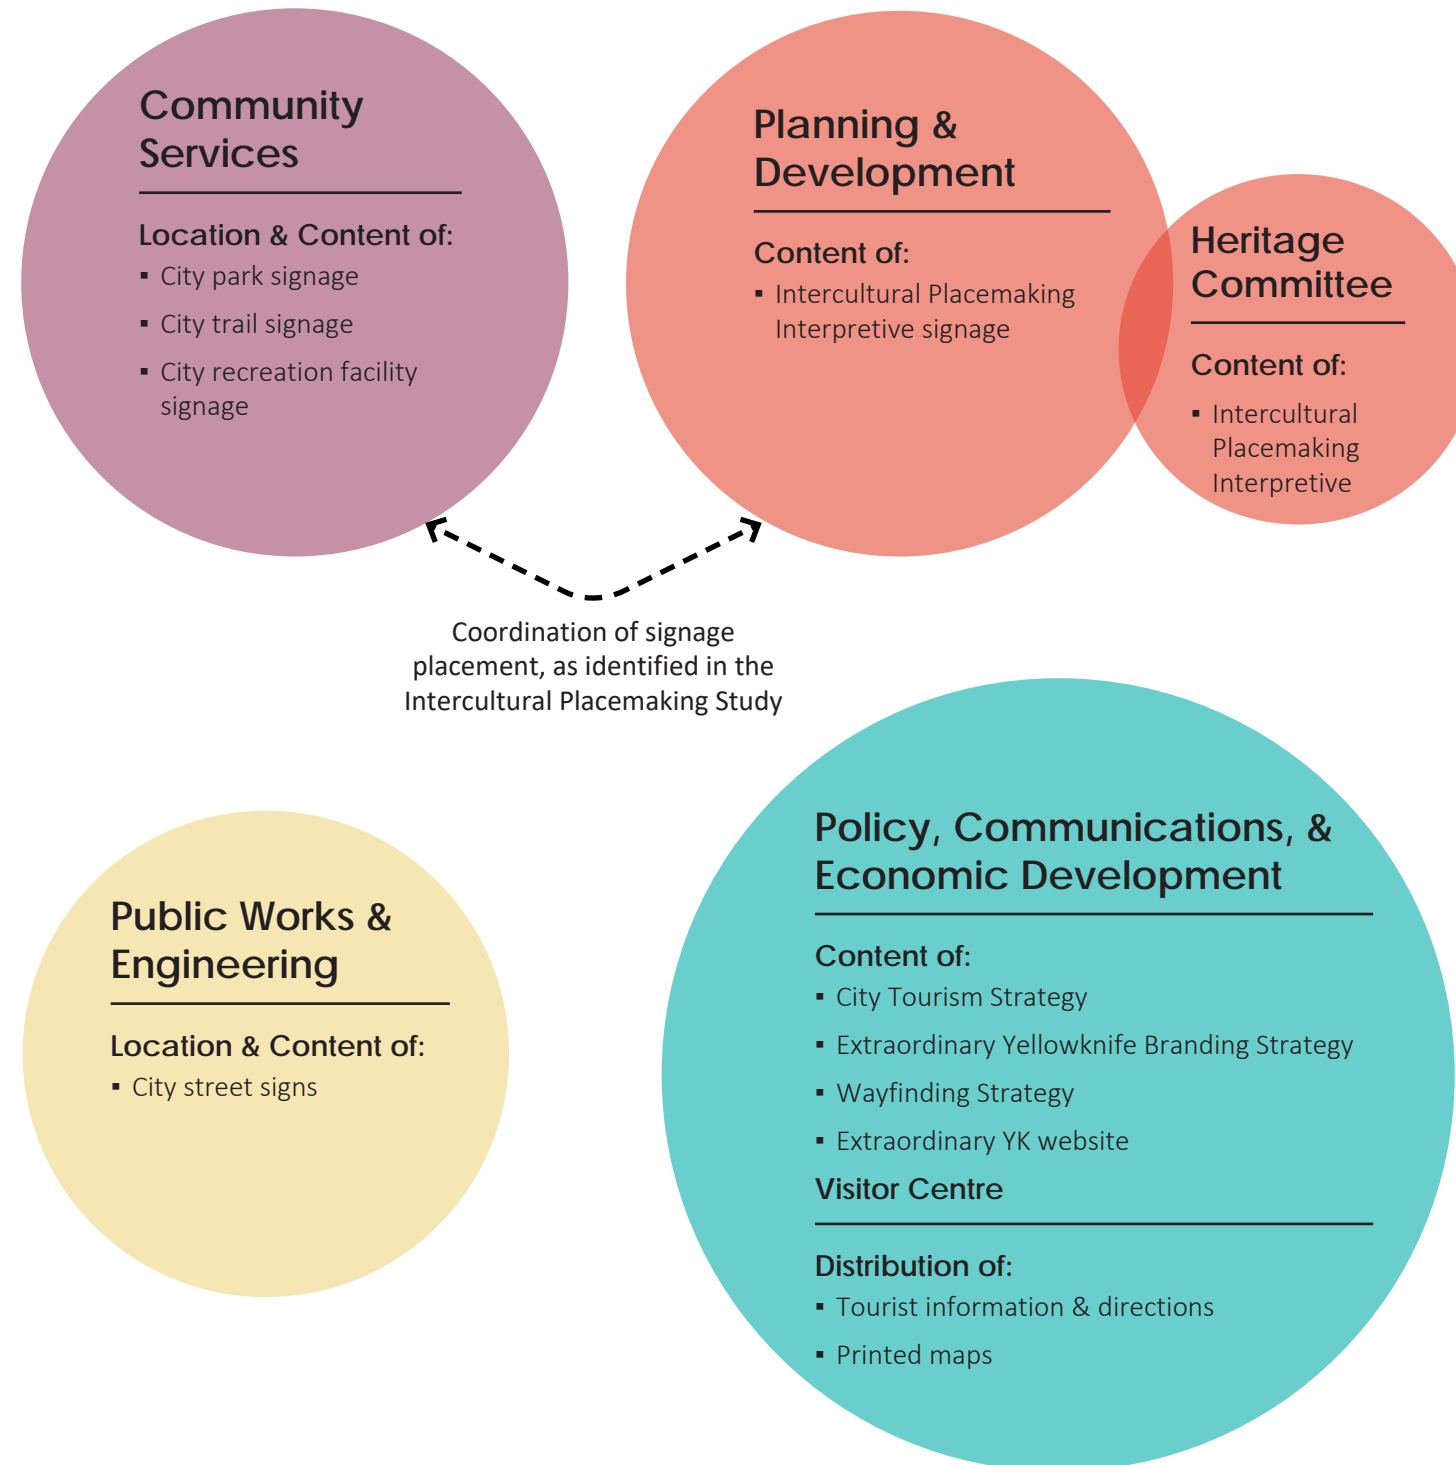 Community
Services
Location & Content of:
▪ City park signage
▪ City trail signage
▪ City recreation facility
signage
Planning &
Development
Content of:
▪ Intercultural Placemaking
Interpretive signage
Heritage
Committee
Content of:
▪ Intercultural
Placemaking
Interpretive
Coordination of signage
placement, as identified in the
Intercultural Placemaking Study
Public Works &
Engineering
Location & Content of:
▪ City street signs
Policy, Communications, &
Economic Development
Content of:
▪ City Tourism Strategy
▪ Extraordinary Yellowknife Branding Strategy
▪ Wayfinding Strategy
▪ Extraordinary YK website
Visitor Centre
Distribution of:
▪ Tourist information & directions
▪ Printed maps